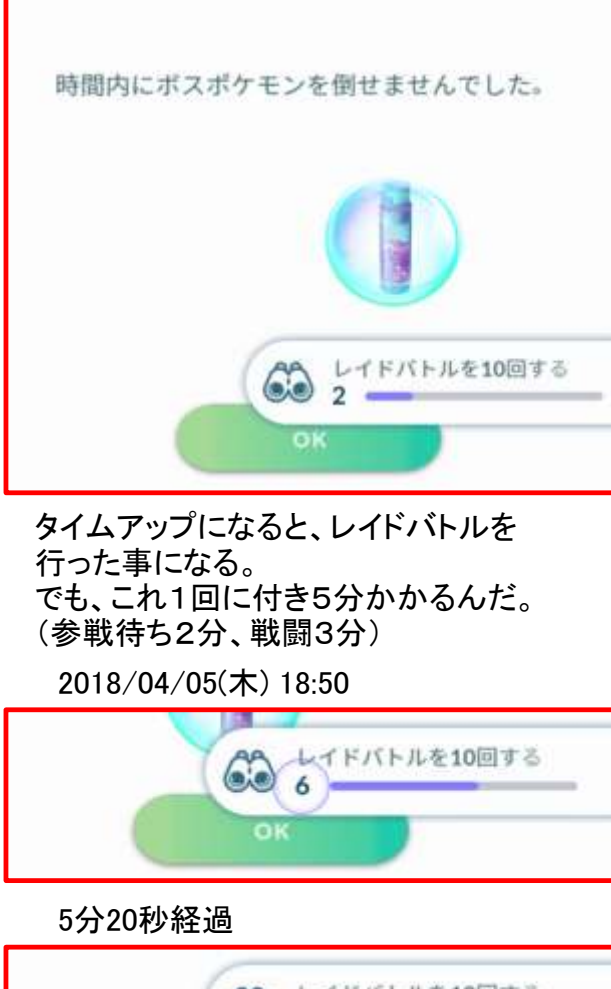 時間内にボスポケモンを倒せませんでした。
レイドバトルを10回する
2
OK
タイムアップになると、レイドバトルを
行った事になる。
でも、これ1回に付き5分かかるんだ。
（参戦待ち2分、戦闘3分）
2018/04/05(木) 18:50
レイドバトルを10回する
6
OK
5分20秒経過